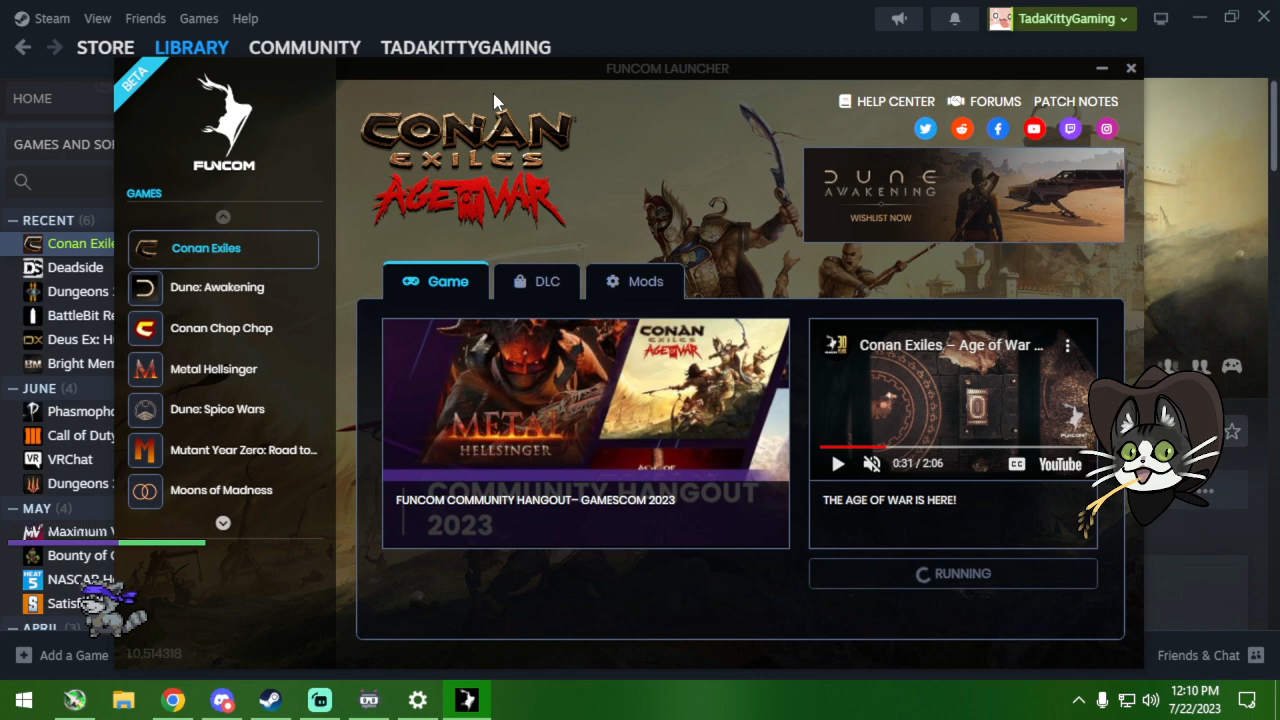 Steam View Friends Games Help
TadaKittyGaming
STORE LIBRARY COMMUNITY TADAKITTYGAMING
BETA
FUNCOM LAUNCHER
HOME
FUNCOM
CONAN
EXILES
AGE OF WAR
HELP CENTER FORUMS PATCH NOTES
GAMES AND SO
DUNE
AWAKENING
WISHLIST NOW
GAMES
RECENT (6)
Conan Exile
Deadside
Dungeons
BattleBit Re
Deus Ex: H
Bright Mem
JUNE (4)
Phasmopho
Call of Duty
VRChat
Dungeons
MAY (4)
Maximum
Bounty of
NASCAR H
Satisf
APRIL (3)
Conan Exiles
Dune: Awakening
Conan Chop Chop
Metal Hellsinger
Dune: Spice Wars
Mutant Year Zero: Road to...
Moons of Madness
Game DLC Mods
METAL
HELLSINGER
CONAN
EXILES
AGE OF WAR
FUNCOM COMMUNITY HANGOUT– GAMESCOM 2023
COMMUNITY HANGOUT
2023
Conan Exiles – Age of War ...
0:31 / 2:06
CC
YouTube
THE AGE OF WAR IS HERE!
RUNNING
Add a Game
1.0.514318
Friends & Chat
12:10 PM
7/22/2023